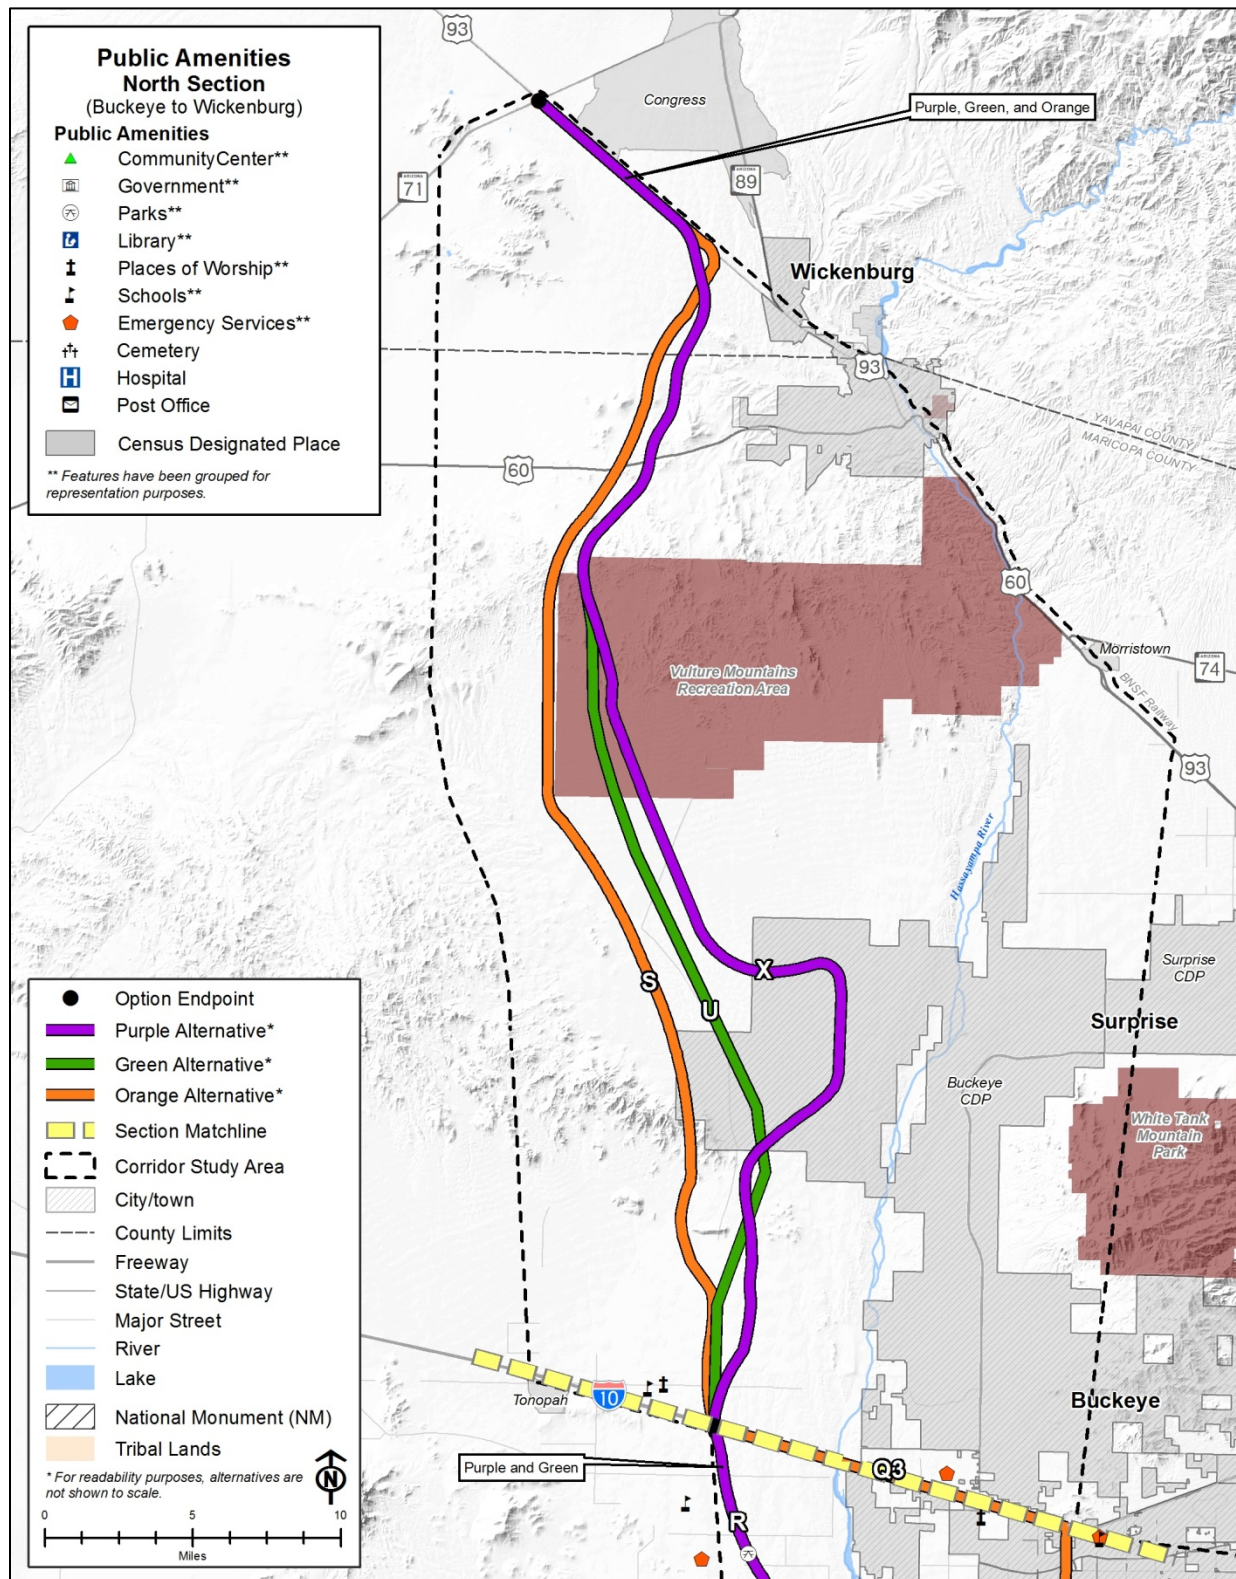 Public Amenities
North Section
(Buckeye to Wickenburg)
Public Amenities
CommunityCenter**
Government**
Parks**
Library**
Places of Worship**
Schools**
Emergency Services**
Cemetery
H Hospital
Post Office
Census Designated Place
** Features have been grouped for
representation purposes.
93
Congress
Purple, Green, and Orange
ARIZONA
71
ARIZONA
89
Wickenburg
93
YAVAPAI COUNTY
MARICOPA COUNTY
60
60
Vulture Mountains
Recreation Area
Morristown
ARIZONA
74
BNSF Railway
93
Hassayampa River
S
X
U
Surprise
CDP
Surprise
Buckeye
CDP
White Tank
Mountain
Park
Option Endpoint
Purple Alternative*
Green Alternative*
Orange Alternative*
Section Matchline
Corridor Study Area
City/town
County Limits
Freeway
State/US Highway
Major Street
River
Lake
National Monument (NM)
Tribal Lands
* For readability purposes, alternatives are
not shown to scale.
N
0 5 10
Miles
Tonopah
10
Buckeye
Purple and Green
Q3
R